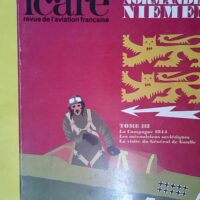 icare
revue de l'aviation française
NORMANDIE
NIEMEN
TOME III
La Campagne 1944
Les mécaniciens soviétiques
La visite du Général de Gaulle